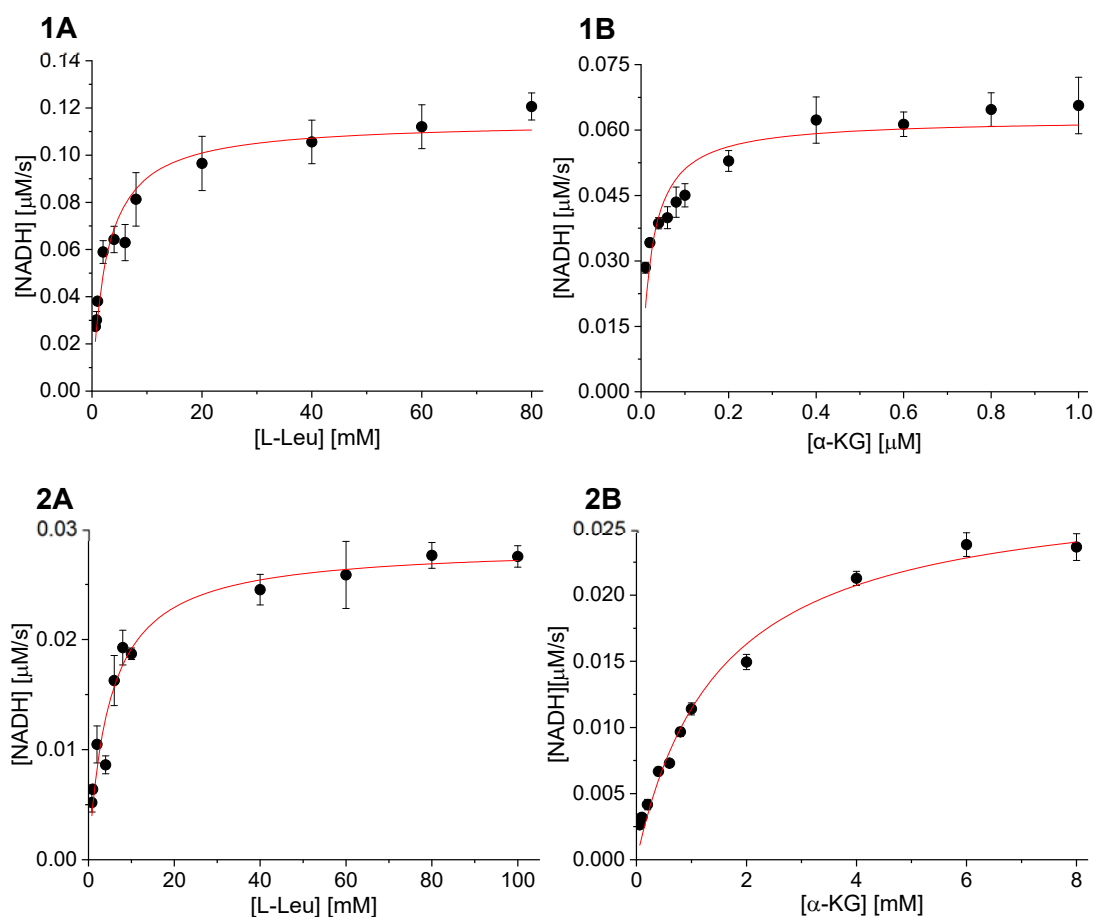 1A
[NADH] [µM/s]
0.14
0.12
0.10
0.08
0.06
0.04
0.02
0.00
0 20 40 60 80
[L-Leu] [mM]
1B
[NADH] [µM/s]
0.075
0.060
0.045
0.030
0.015
0.000
0.0 0.2 0.4 0.6 0.8 1.0
[α-KG] [µM]
2A
[NADH] [µM/s]
0.03
0.02
0.01
0.00
0 20 40 60 80 100
[L-Leu] [mM]
2B
[NADH][µM/s]
0.025
0.020
0.015
0.010
0.005
0.000
0 2 4 6 8
[α-KG] [mM]